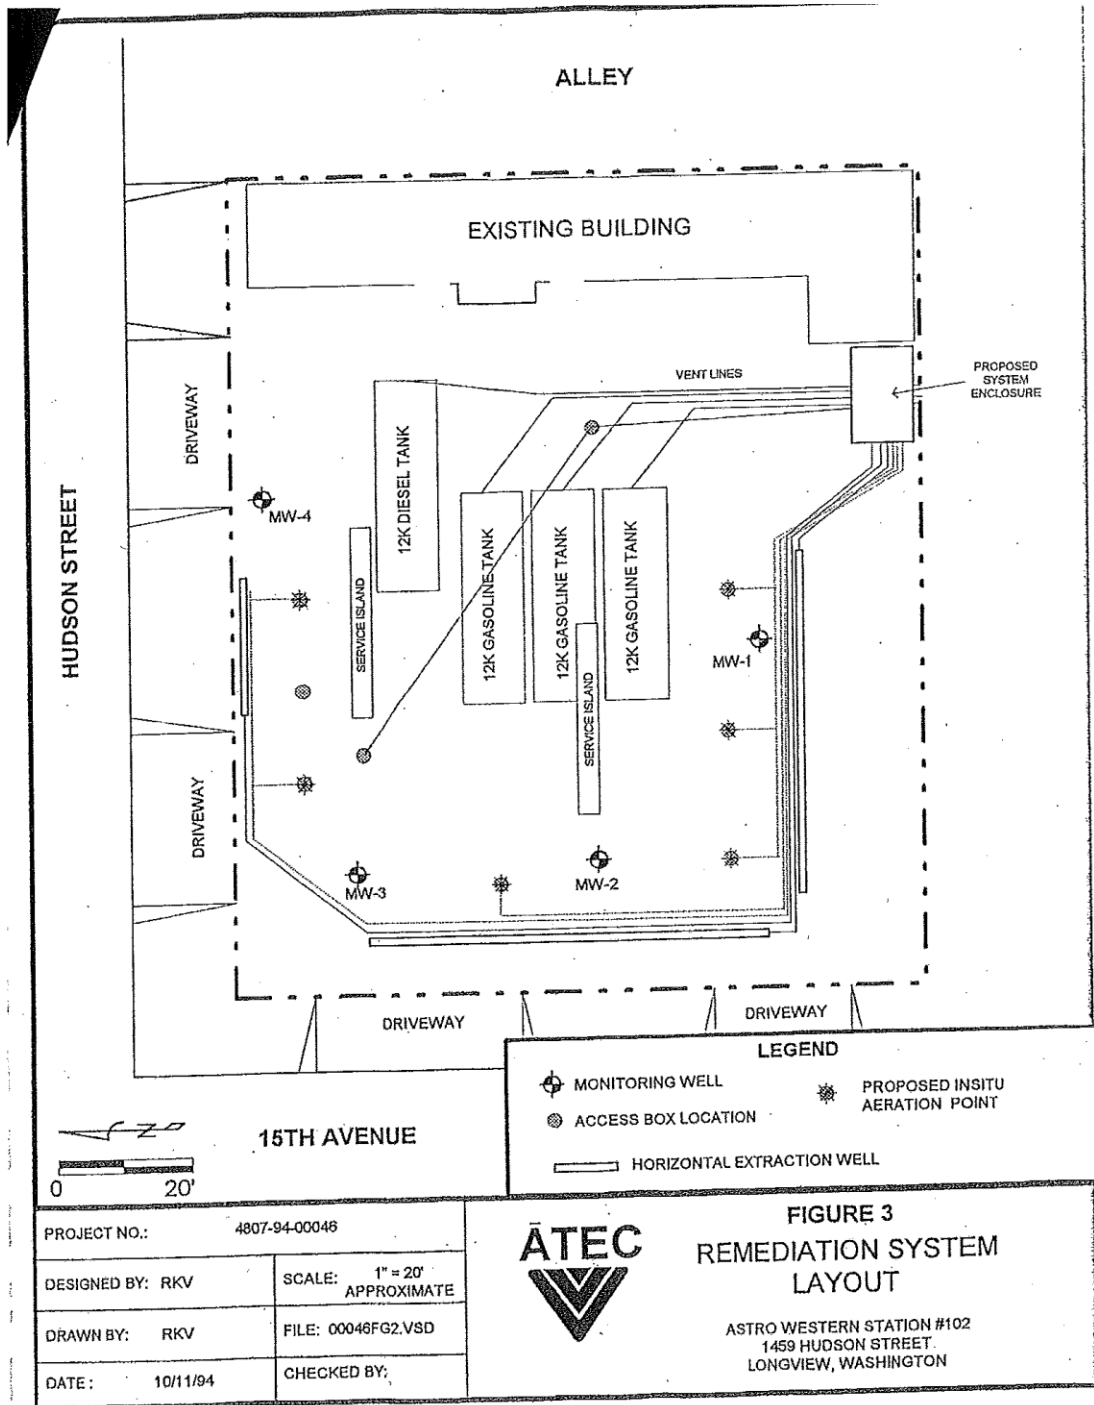 ALLEY
EXISTING BUILDING
VENT LINES
PROPOSED
SYSTEM
ENCLOSURE
DRIVEWAY
HUDSON STREET
MW-4
12K DIESEL TANK
SERVICE ISLAND
12K GASOLINE TANK
12K GASOLINE TANK
12K GASOLINE TANK
SERVICE ISLAND
MW-1
DRIVEWAY
MW-3
MW-2
DRIVEWAY
DRIVEWAY
LEGEND
MONITORING WELL
PROPOSED INSITU
AERATION POINT
ACCESS BOX LOCATION
HORIZONTAL EXTRACTION WELL
N
15TH AVENUE
0 20'
PROJECT NO.: 4807-94-00046
DESIGNED BY: RKV
SCALE: 1" = 20'
APPROXIMATE
DRAWN BY: RKV
FILE: 00046FG2.VSD
DATE: 10/11/94
CHECKED BY:
ATEC
FIGURE 3
REMEDIATION SYSTEM
LAYOUT
ASTRO WESTERN STATION #102
1459 HUDSON STREET.
LONGVIEW, WASHINGTON